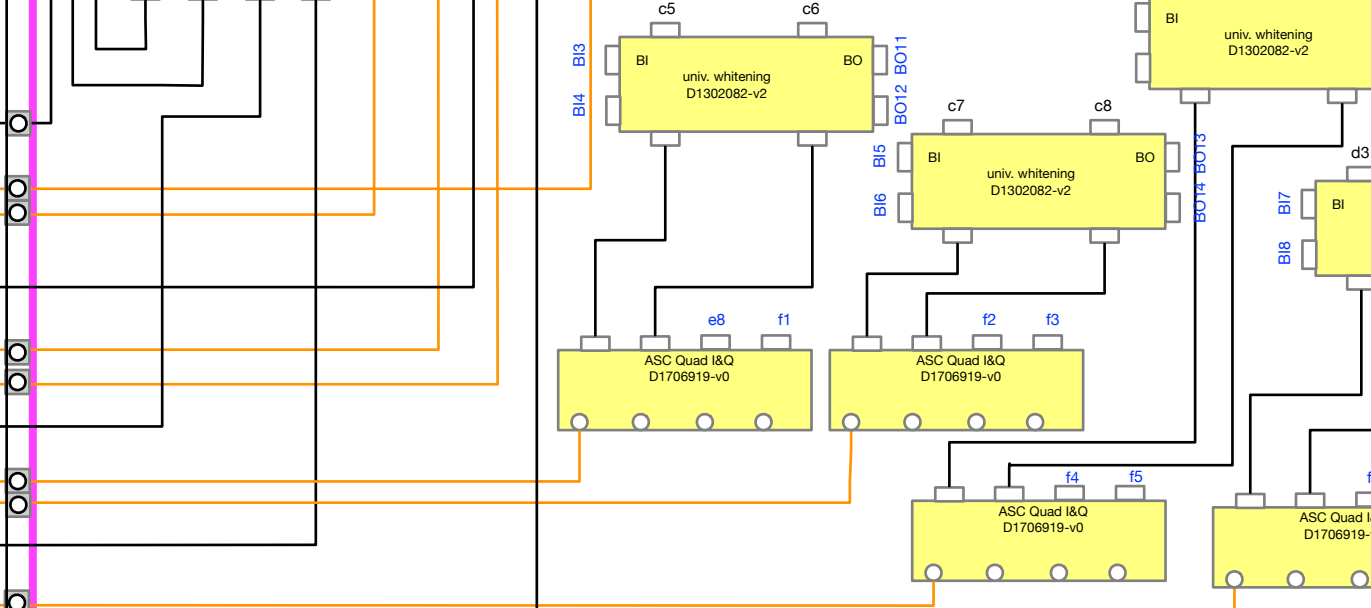 c5
c6
BI3
BI4
BI
univ. whitening
D1302082-v2
BO
BO11
BO12
BI
univ. whitening
D1302082-v2
c7
c8
BI5
BI6
BI
univ. whitening
D1302082-v2
BO
BO13
BO14
d3
BI7
BI8
BI
e8
f1
ASC Quad I&Q
D1706919-v0
f2
f3
ASC Quad I&Q
D1706919-v0
f4
f5
ASC Quad I&Q
D1706919-v0
ASC Quad
D1706919-